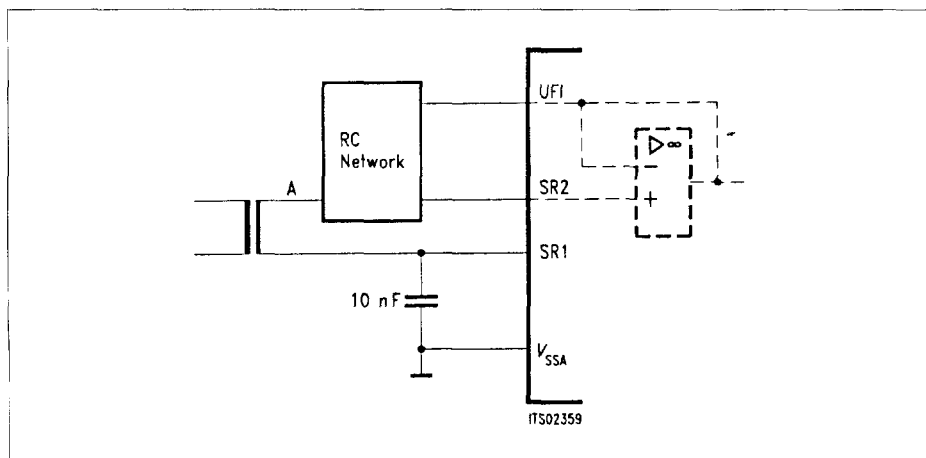 UFI
RC
Network
▷ ∞
−
A
SR2
+
SR1
10 nF
V_SSA
ITS02359